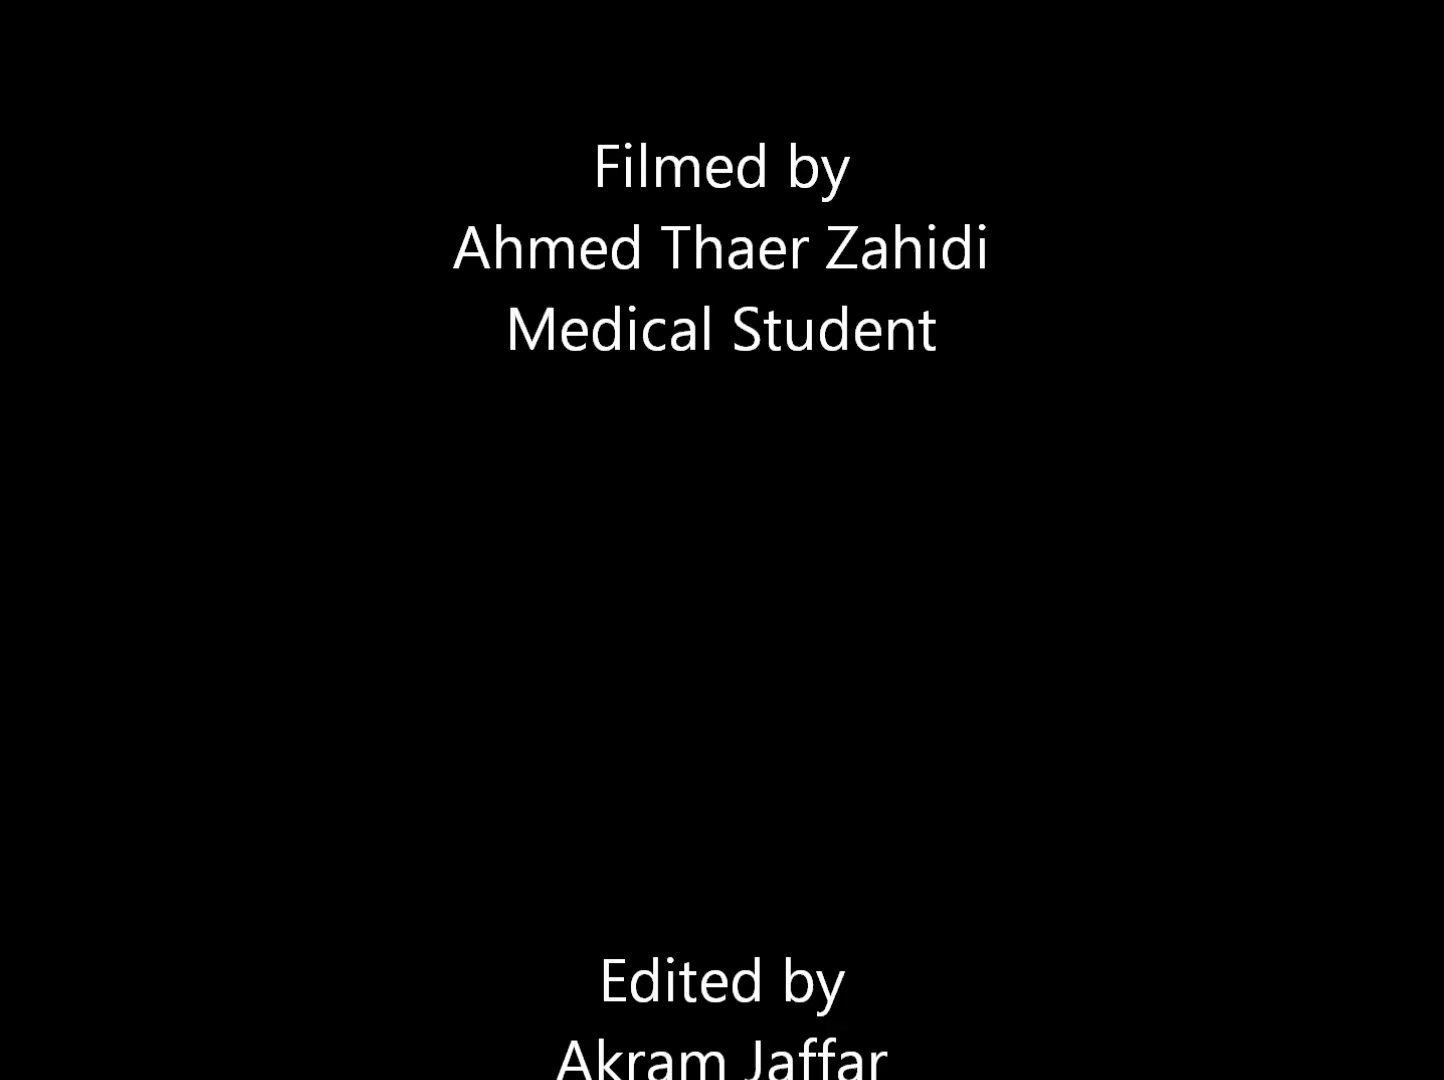 Filmed by
Ahmed Thaer Zahidi
Medical Student
Edited by
Akram Jaffar